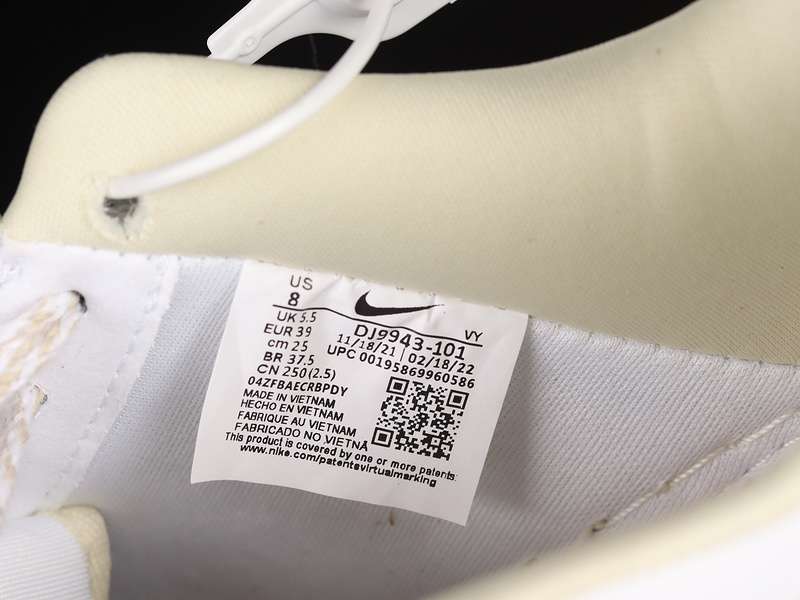 US
8
UK 5.5
EUR 39
cm 25
BR 37.5
CN 250 (2.5)
DJ9943-101
VY
11/18/21 | 02/18/22
UPC 00195869960586
04ZFBAECRBPDY
MADE IN VIETNAM
HECHO EN VIETNAM
FABRIQUE AU VIETNAM
FABRICADO NO VIETNÃ
This product is covered by one or more patents:
www.nike.com/patentsvirtualmarking